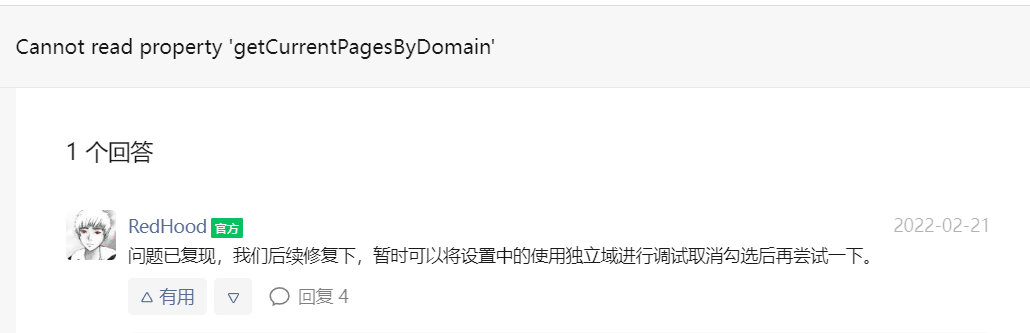 Cannot read property 'getCurrentPagesByDomain'
1 个回答
RedHood 官方 2022-02-21
问题已复现，我们后续修复下，暂时可以将设置中的使用独立域进行调试取消勾选后再尝试一下。
有用 回复 4